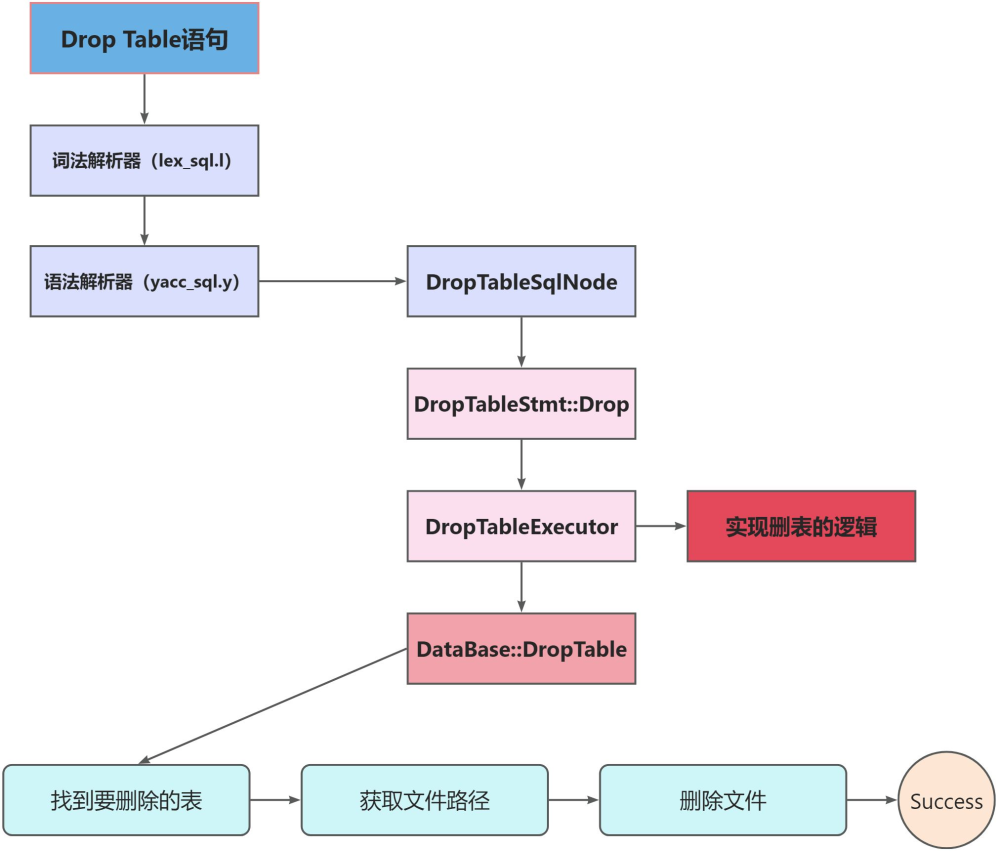 Drop Table语句
词法解析器（lex_sql.l）
语法解析器（yacc_sql.y）
DropTableSqlNode
DropTableStmt::Drop
DropTableExecutor
实现删表的逻辑
DataBase::DropTable
找到要删除的表
获取文件路径
删除文件
Success